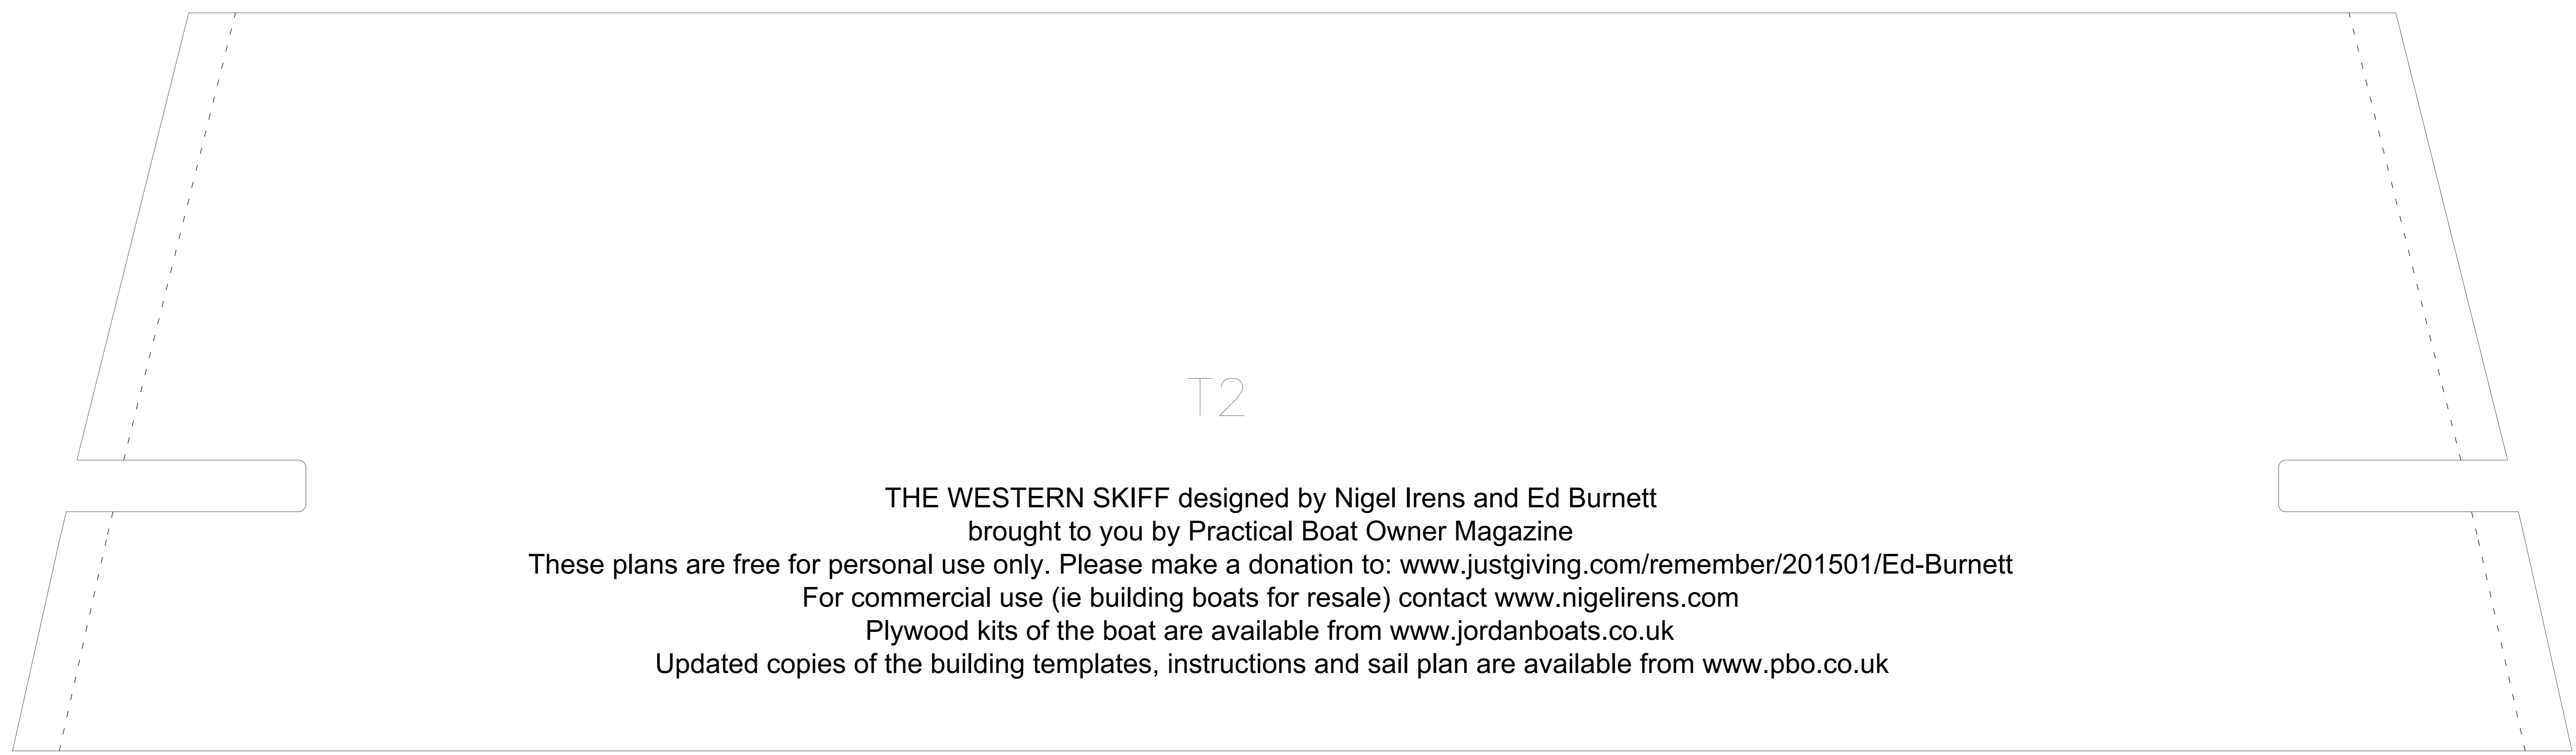 T2
THE WESTERN SKIFF designed by Nigel Irens and Ed Burnett
brought to you by Practical Boat Owner Magazine
These plans are free for personal use only. Please make a donation to: www.justgiving.com/remember/201501/Ed-Burnett
For commercial use (ie building boats for resale) contact www.nigelirens.com
Plywood kits of the boat are available from www.jordanboats.co.uk
Updated copies of the building templates, instructions and sail plan are available from www.pbo.co.uk